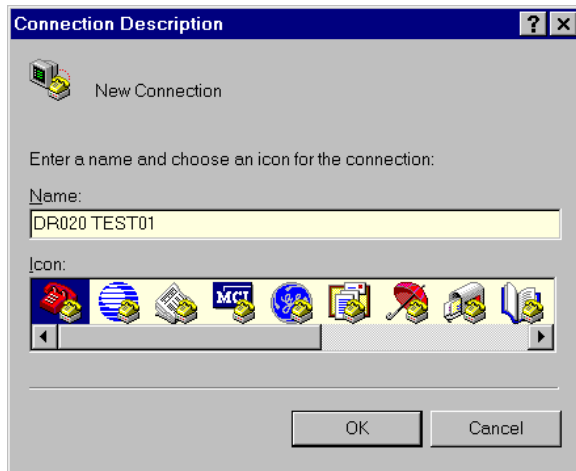 Connection Description
New Connection
Enter a name and choose an icon for the connection:
Name:
DR020 TEST01
Icon:
MCI
OK Cancel